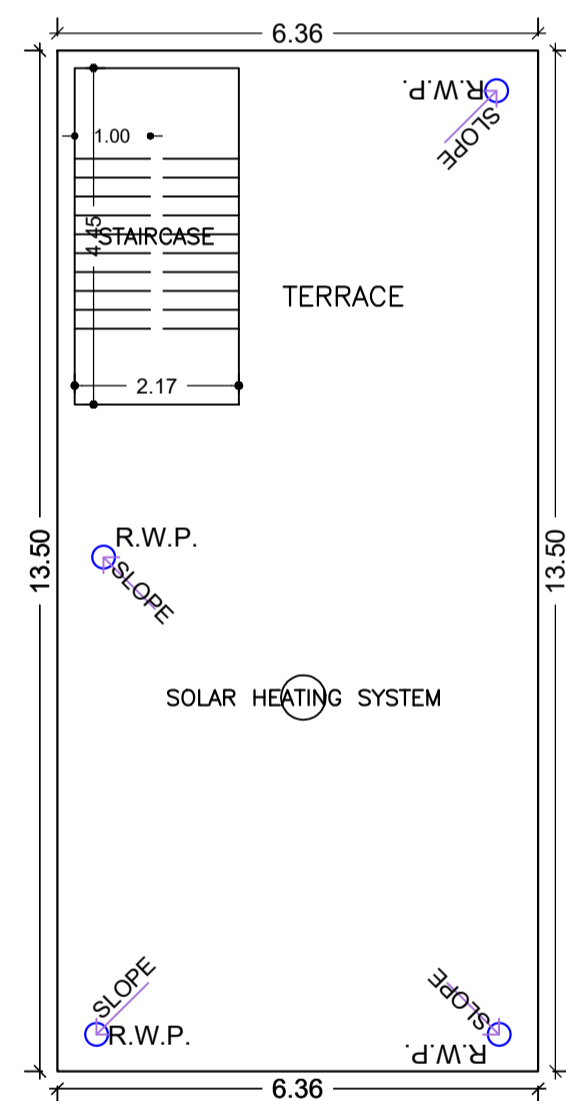 6.36
R.W.P.
SLOPE
1.00
4.45
STAIRCASE
TERRACE
2.17
13.50
13.50
R.W.P.
SLOPE
SOLAR HEATING SYSTEM
SLOPE
R.W.P.
SLOPE
R.W.P.
6.36